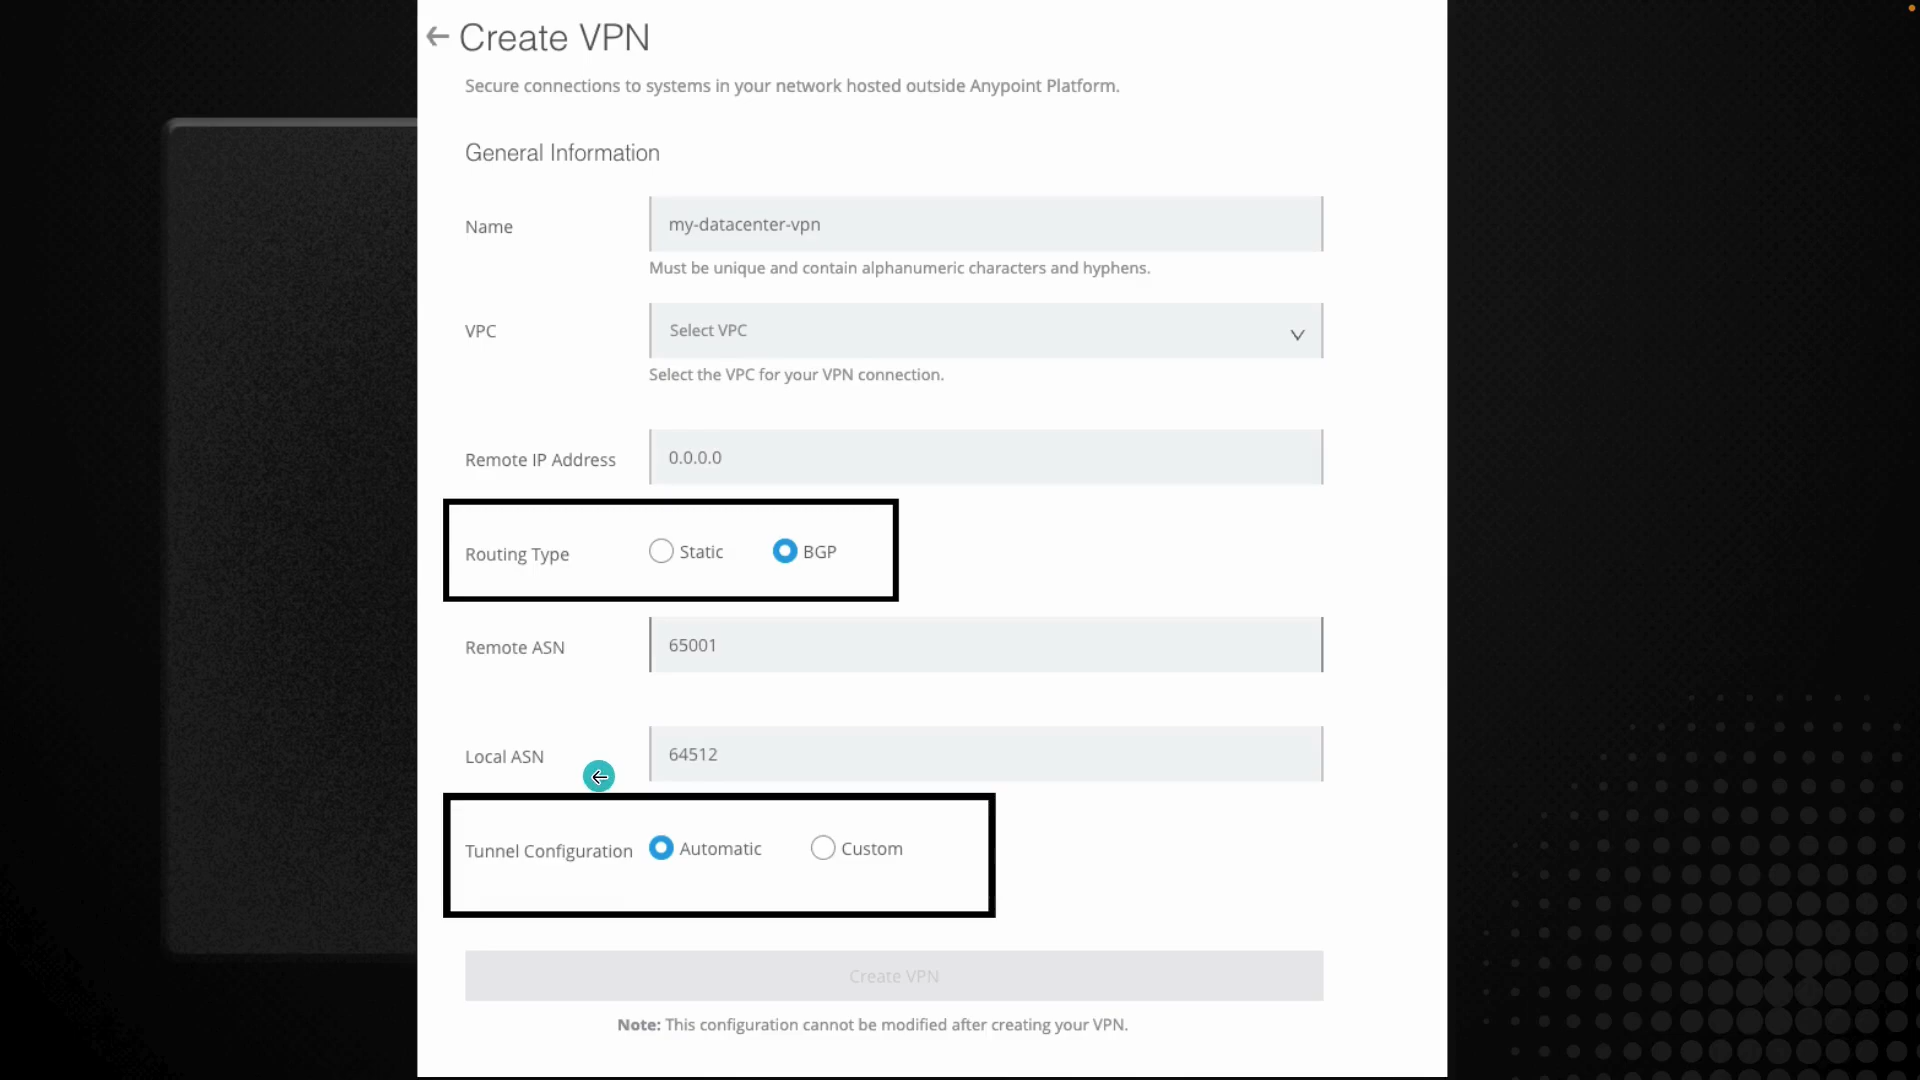 Create VPN
Secure connections to systems in your network hosted outside Anypoint Platform.
General Information
Name
my-datacenter-vpn
Must be unique and contain alphanumeric characters and hyphens.
VPC
Select VPC
Select the VPC for your VPN connection.
Remote IP Address
0.0.0.0
Routing Type
Static
BGP
Remote ASN
65001
Local ASN
64512
Tunnel Configuration
Automatic
Custom
Create VPN
Note: This configuration cannot be modified after creating your VPN.